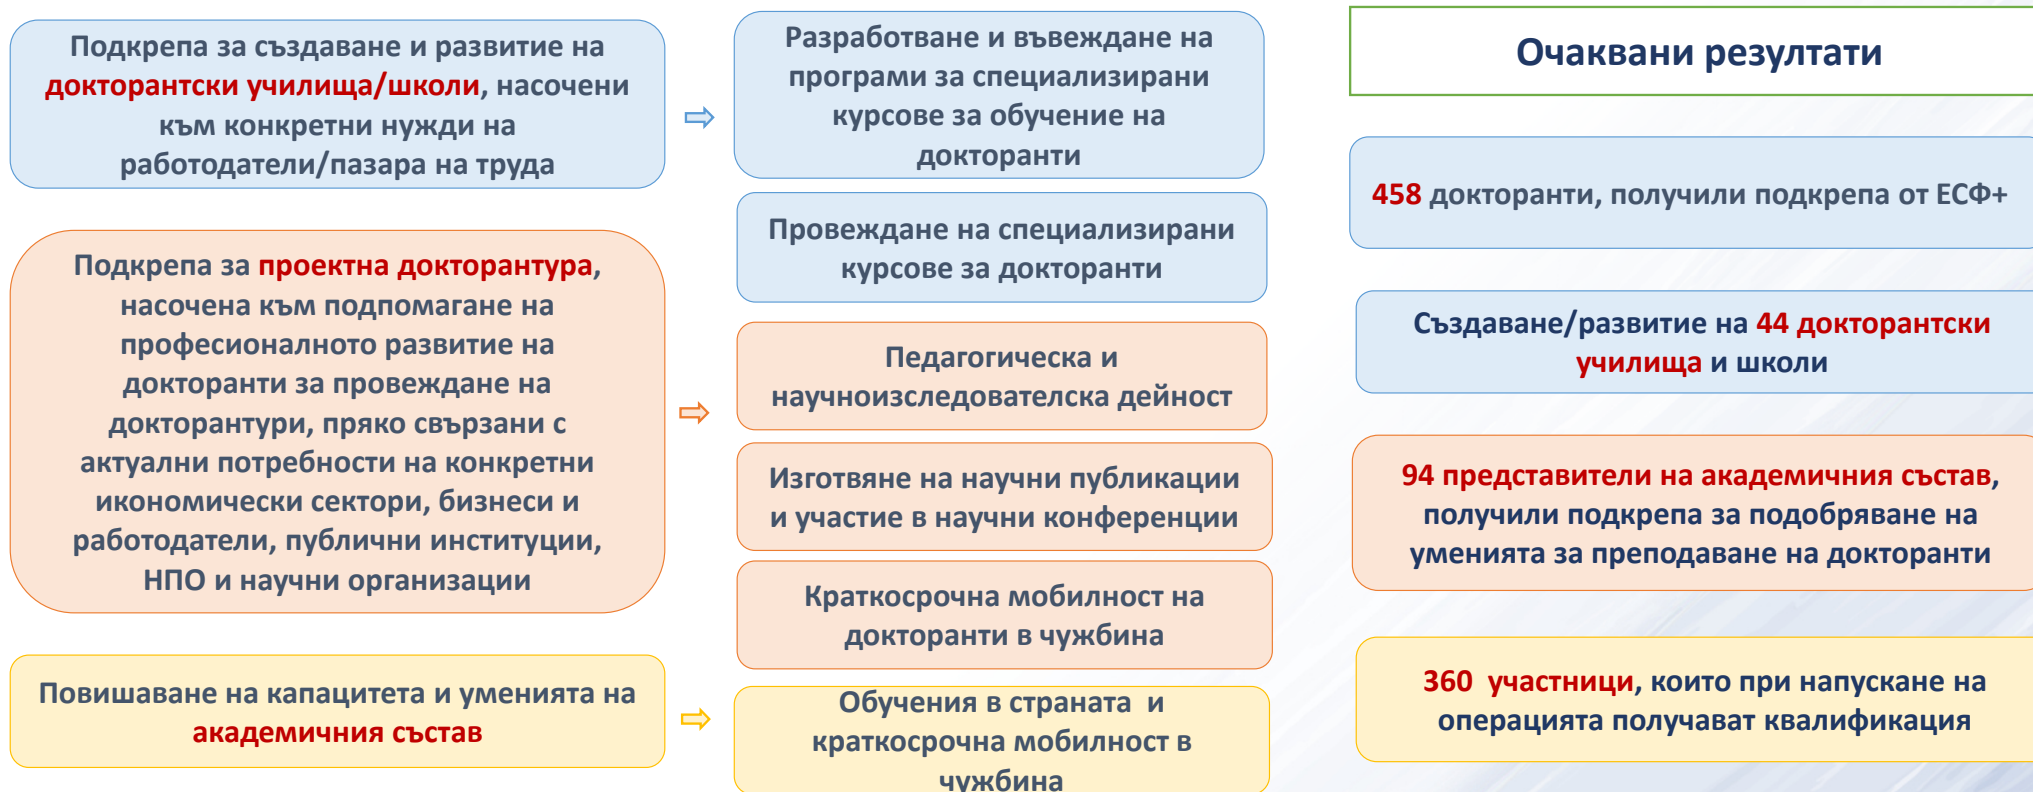 Подкрепа за създаване и развитие на
докторантски училища/школи, насочени
към конкретни нужди на
работодатели/пазара на труда
Подкрепа за проектна докторантура,
насочена към подпомагане на
професионалното развитие на
докторанти за провеждане на
докторантури, пряко свързани с
актуални потребности на конкретни
икономически сектори, бизнеси и
работодатели, публични институции,
НПО и научни организации
Повишаване на капацитета и уменията на
академичния състав
Разработване и въвеждане на
програми за специализирани
курсове за обучение на
докторанти
Провеждане на специализирани
курсове за докторанти
Педагогическа и
научноизследователска дейност
Изготвяне на научни публикации
и участие в научни конференции
Краткосрочна мобилност на
докторанти в чужбина
Обучения в страната и
краткосрочна мобилност в
чужбина
Очаквани резултати
458 докторанти, получили подкрепа от ЕСФ+
Създаване/развитие на 44 докторантски
училища и школи
94 представители на академичния състав,
получили подкрепа за подобряване на
уменията за преподаване на докторанти
360 участници, които при напускане на
операцията получават квалификация